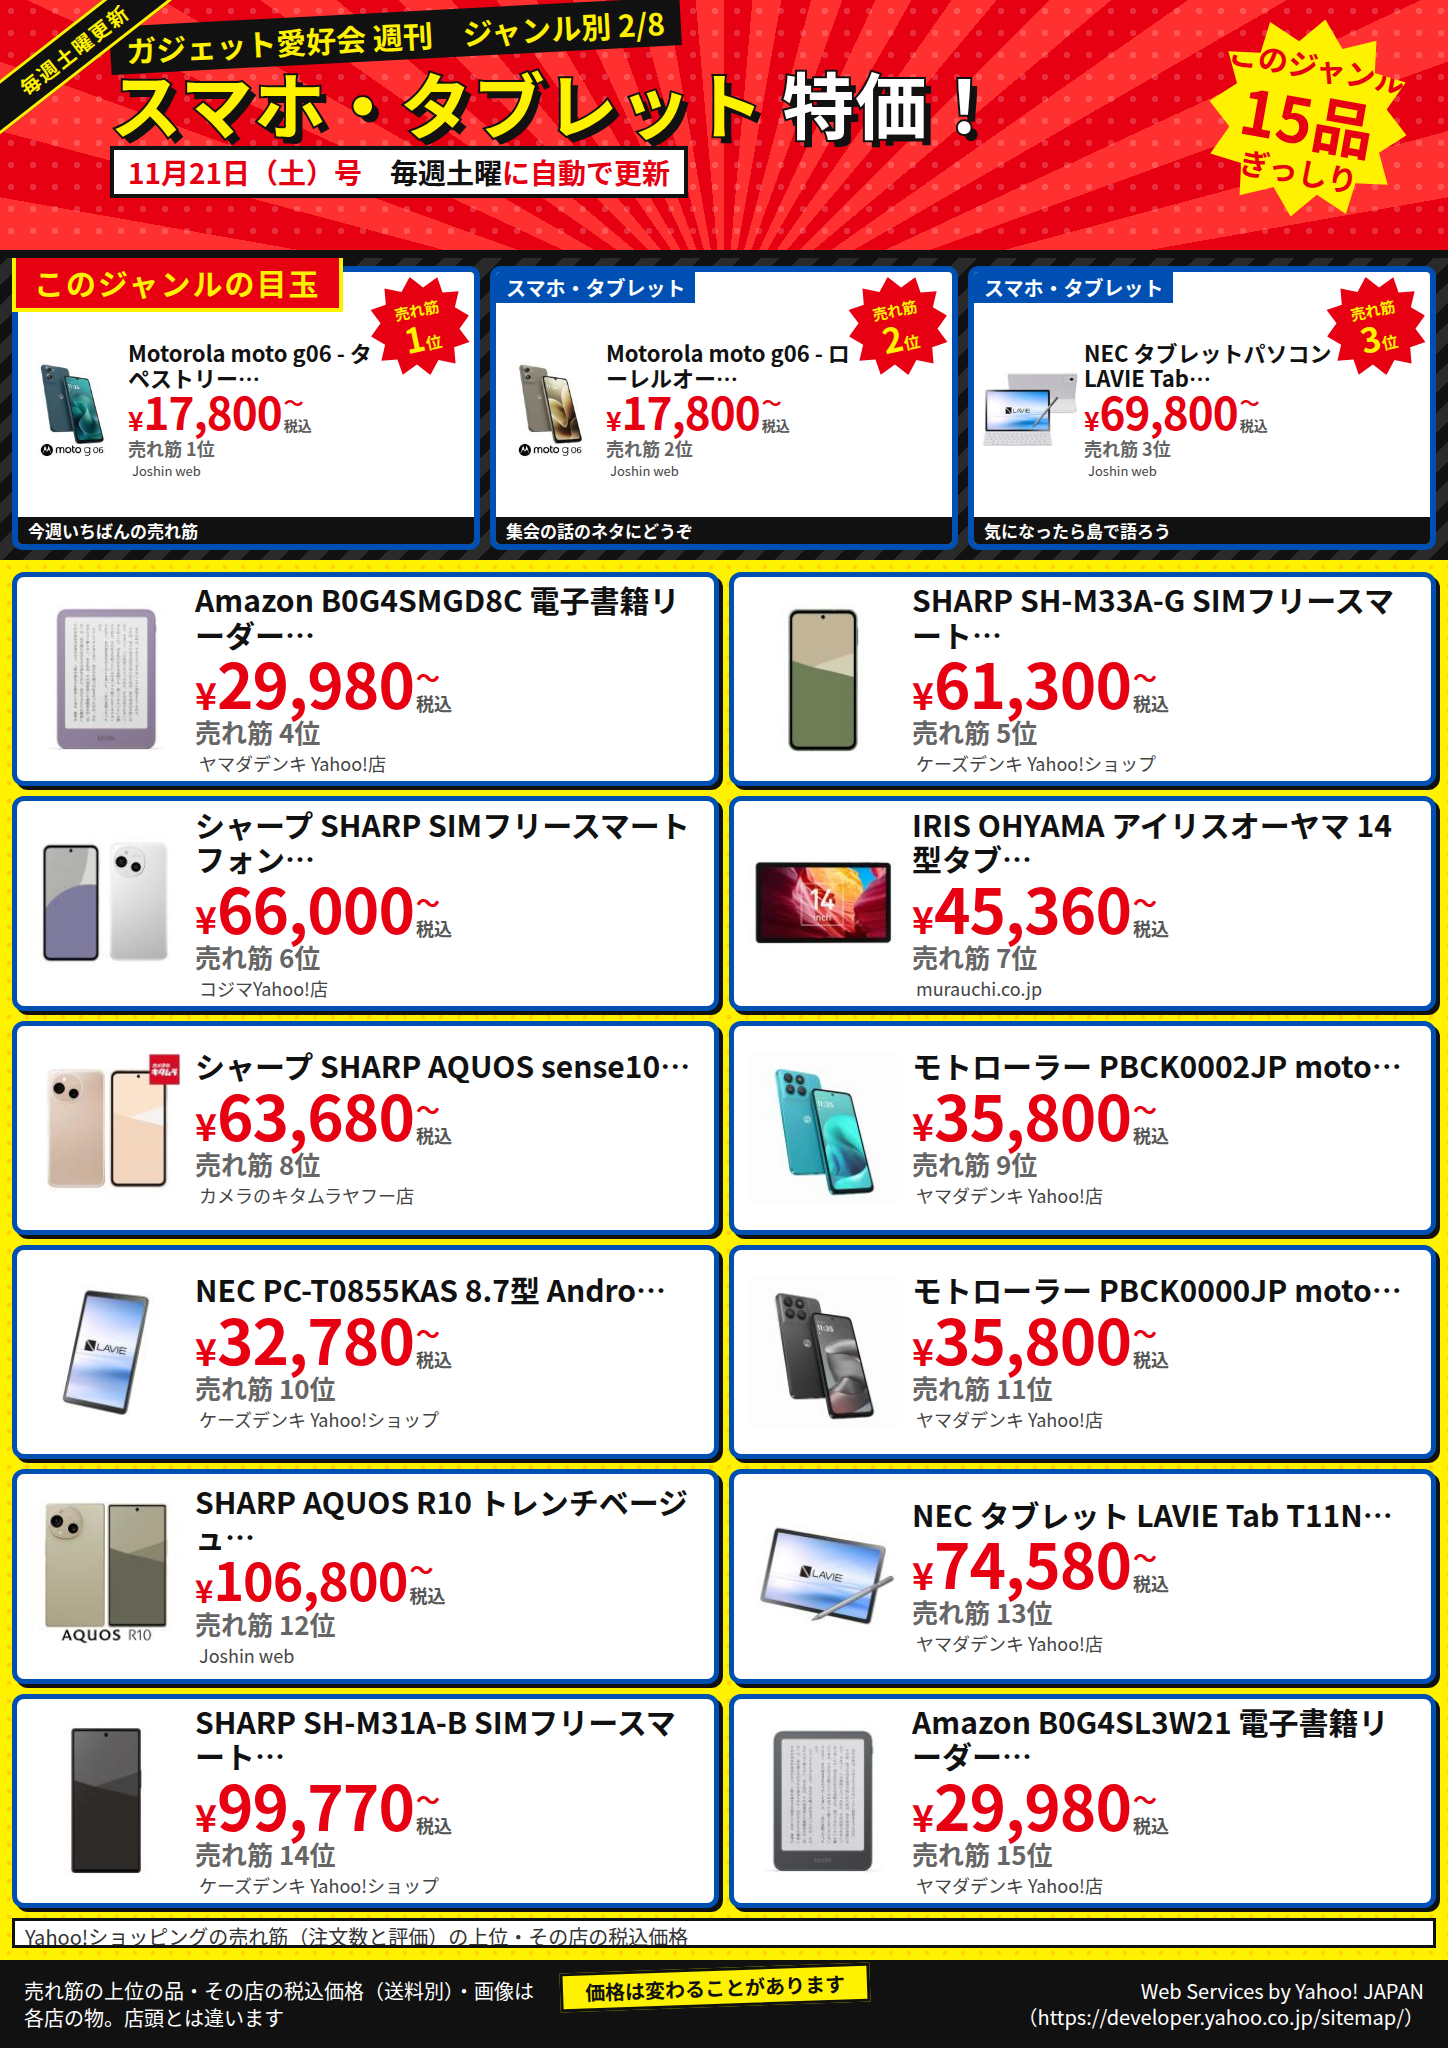 毎週土曜更新
ガジェット愛好会 週刊　ジャンル別 2/8
スマホ・タブレット 特価！
11月21日（土）号　毎週土曜に自動で更新
このジャンル
15品
ぎっしり
このジャンルの目玉
売れ筋
1位
Motorola moto g06 - タ
ペストリー…
¥17,800～
税込
売れ筋 1位
Joshin web
moto g 06
今週いちばんの売れ筋
スマホ・タブレット
売れ筋
2位
Motorola moto g06 - ロ
ーレルオー…
¥17,800～
税込
売れ筋 2位
Joshin web
moto g 06
集会の話のネタにどうぞ
スマホ・タブレット
売れ筋
3位
NEC タブレットパソコン
LAVIE Tab…
¥69,800～
税込
売れ筋 3位
Joshin web
LAVIE
気になったら島で語ろう
Amazon B0G4SMGD8C 電子書籍リ
ーダー…
¥29,980～
税込
売れ筋 4位
ヤマダデンキ Yahoo!店
SHARP SH-M33A-G SIMフリースマ
ート…
¥61,300～
税込
売れ筋 5位
ケーズデンキ Yahoo!ショップ
シャープ SHARP SIMフリースマート
フォン…
¥66,000～
税込
売れ筋 6位
コジマYahoo!店
14
inch
IRIS OHYAMA アイリスオーヤマ 14
型タブ…
¥45,360～
税込
売れ筋 7位
murauchi.co.jp
カメラの
キタムラ
シャープ SHARP AQUOS sense10…
¥63,680～
税込
売れ筋 8位
カメラのキタムラヤフー店
11:35
モトローラー PBCK0002JP moto…
¥35,800～
税込
売れ筋 9位
ヤマダデンキ Yahoo!店
LAVIE
NEC PC-T0855KAS 8.7型 Andro…
¥32,780～
税込
売れ筋 10位
ケーズデンキ Yahoo!ショップ
11:35
モトローラー PBCK0000JP moto…
¥35,800～
税込
売れ筋 11位
ヤマダデンキ Yahoo!店
AQUOS R10
SHARP AQUOS R10 トレンチベージ
ュ…
¥106,800～
税込
売れ筋 12位
Joshin web
LAVIE
NEC タブレット LAVIE Tab T11N…
¥74,580～
税込
売れ筋 13位
ヤマダデンキ Yahoo!店
SHARP SH-M31A-B SIMフリースマ
ート…
¥99,770～
税込
売れ筋 14位
ケーズデンキ Yahoo!ショップ
Amazon B0G4SL3W21 電子書籍リ
ーダー…
¥29,980～
税込
売れ筋 15位
ヤマダデンキ Yahoo!店
Yahoo!ショッピングの売れ筋（注文数と評価）の上位・その店の税込価格
売れ筋の上位の品・その店の税込価格（送料別）・画像は
各店の物。店頭とは違います
価格は変わることがあります
Web Services by Yahoo! JAPAN
（https://developer.yahoo.co.jp/sitemap/）